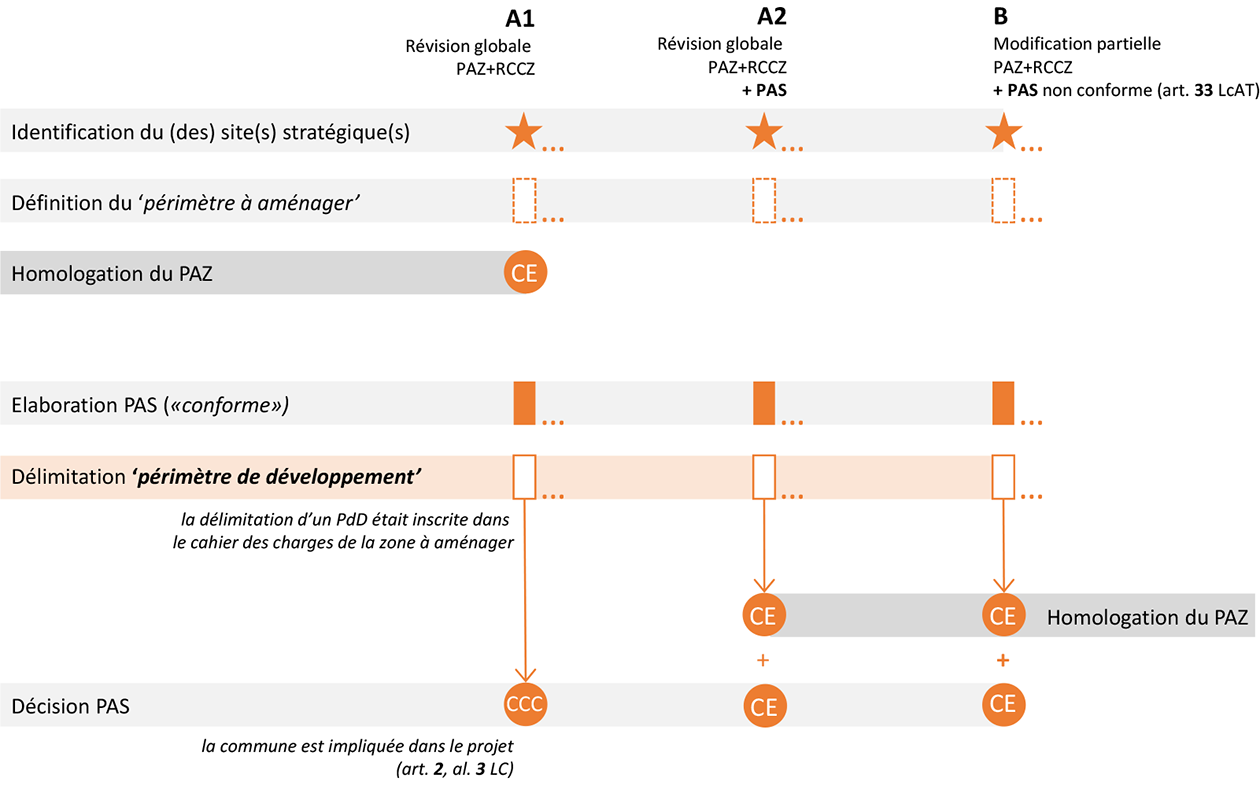 A1
Révision globale
PAZ+RCCZ
A2
Révision globale
PAZ+RCCZ
+ PAS
B
Modification partielle
PAZ+RCCZ
+ PAS non conforme (art. 33 LcAT)
Identification du (des) site(s) stratégique(s)
...
...
...
Définition du ‘périmètre à aménager’
...
...
...
Homologation du PAZ
CE
Elaboration PAS («conforme»)
...
...
...
Délimitation ‘périmètre de développement’
...
...
...
la délimitation d’un PdD était inscrite dans
le cahier des charges de la zone à aménager
CE
CE
Homologation du PAZ
+
+
Décision PAS
CCC
CE
CE
la commune est impliquée dans le projet
(art. 2, al. 3 LC)